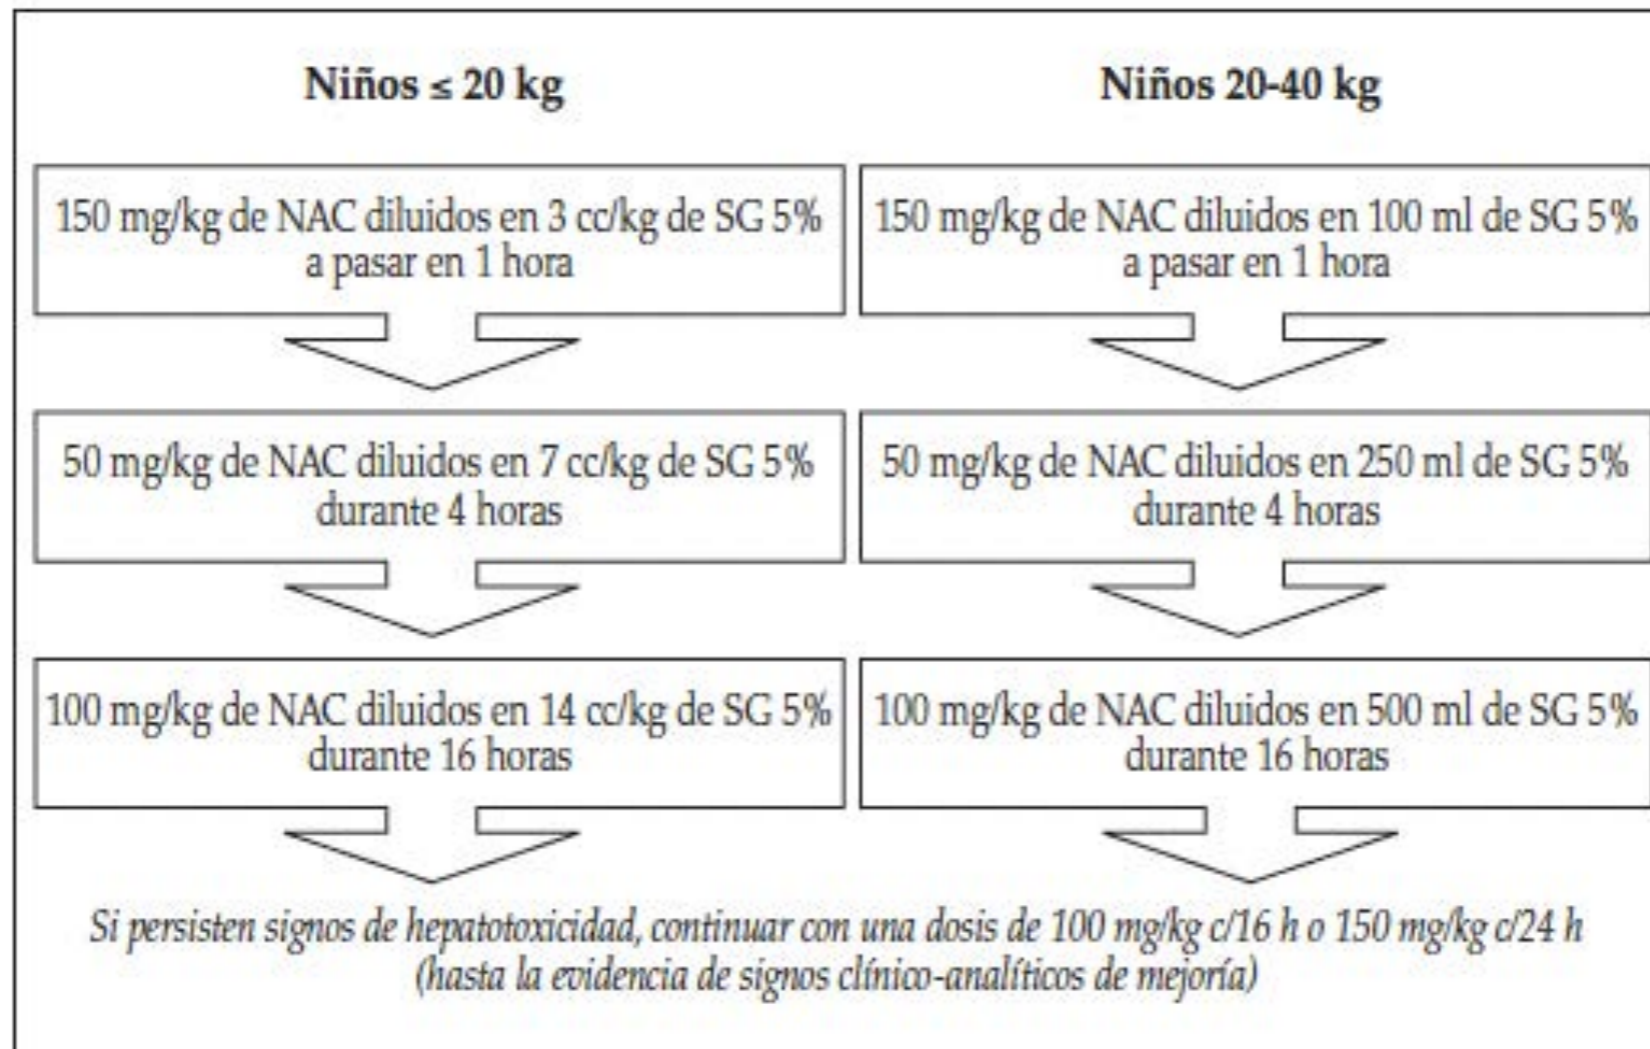 Niños ≤ 20 kg
150 mg/kg de NAC diluidos en 3 cc/kg de SG 5%
a pasar en 1 hora
50 mg/kg de NAC diluidos en 7 cc/kg de SG 5%
durante 4 horas
100 mg/kg de NAC diluidos en 14 cc/kg de SG 5%
durante 16 horas
Niños 20-40 kg
150 mg/kg de NAC diluidos en 100 ml de SG 5%
a pasar en 1 hora
50 mg/kg de NAC diluidos en 250 ml de SG 5%
durante 4 horas
100 mg/kg de NAC diluidos en 500 ml de SG 5%
durante 16 horas
Si persisten signos de hepatotoxicidad, continuar con una dosis de 100 mg/kg c/16 h o 150 mg/kg c/24 h
(hasta la evidencia de signos clínico-analíticos de mejoría)